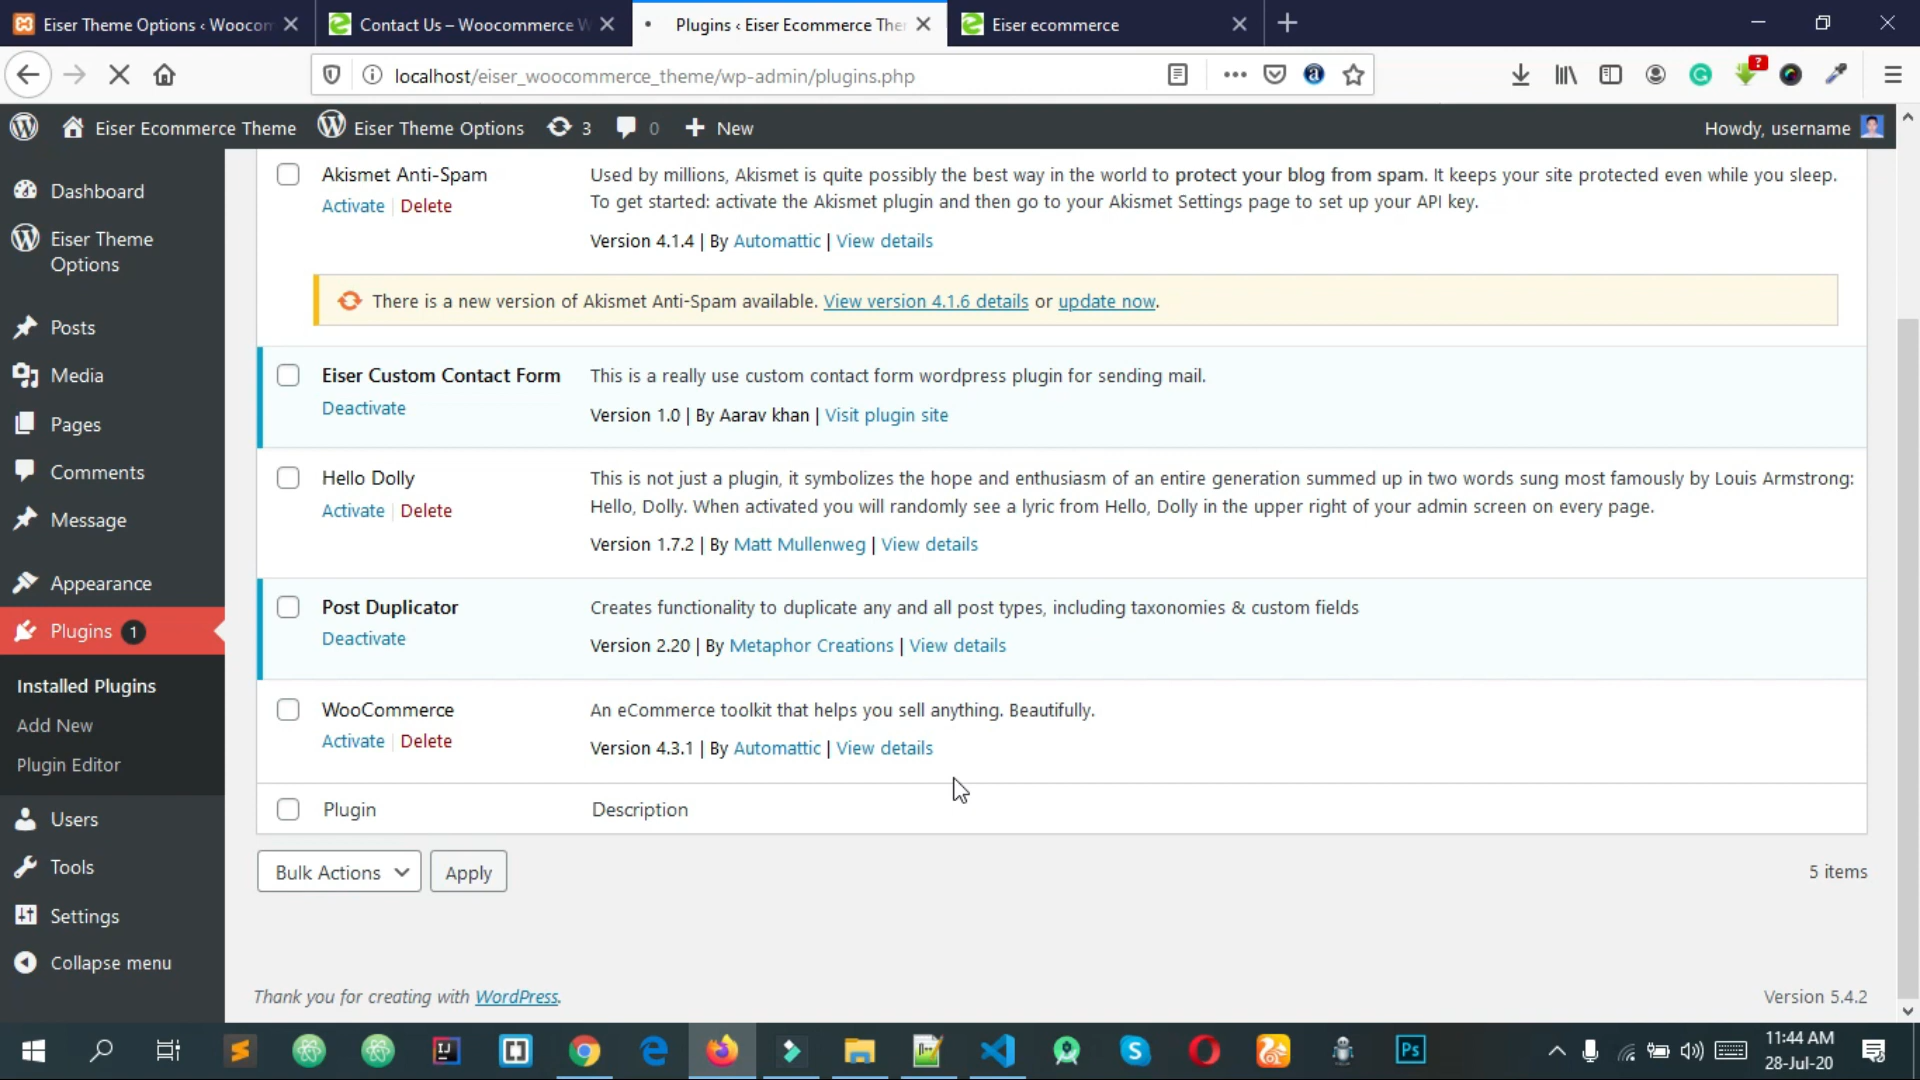 Eiser Theme Options ‹ Woocom
Contact Us – Woocommerce W
Plugins ‹ Eiser Ecommerce The
Eiser ecommerce
localhost/eiser_woocommerce_theme/wp-admin/plugins.php
?
Eiser Ecommerce Theme
Eiser Theme Options
3
0
New
Howdy, username
Dashboard
Eiser Theme
Options
Posts
Media
Pages
Comments
Message
Appearance
Plugins 1
Installed Plugins
Add New
Plugin Editor
Users
Tools
Settings
Collapse menu
Akismet Anti-Spam
Activate | Delete
Used by millions, Akismet is quite possibly the best way in the world to protect your blog from spam. It keeps your site protected even while you sleep.
To get started: activate the Akismet plugin and then go to your Akismet Settings page to set up your API key.
Version 4.1.4 | By Automattic | View details
There is a new version of Akismet Anti-Spam available. View version 4.1.6 details or update now.
Eiser Custom Contact Form
Deactivate
This is a really use custom contact form wordpress plugin for sending mail.
Version 1.0 | By Aarav khan | Visit plugin site
Hello Dolly
Activate | Delete
This is not just a plugin, it symbolizes the hope and enthusiasm of an entire generation summed up in two words sung most famously by Louis Armstrong:
Hello, Dolly. When activated you will randomly see a lyric from Hello, Dolly in the upper right of your admin screen on every page.
Version 1.7.2 | By Matt Mullenweg | View details
Post Duplicator
Deactivate
Creates functionality to duplicate any and all post types, including taxonomies & custom fields
Version 2.20 | By Metaphor Creations | View details
WooCommerce
Activate | Delete
An eCommerce toolkit that helps you sell anything. Beautifully.
Version 4.3.1 | By Automattic | View details
Plugin
Description
Bulk Actions
Apply
5 items
Thank you for creating with WordPress.
Version 5.4.2
Ps
11:44 AM
28-Jul-20